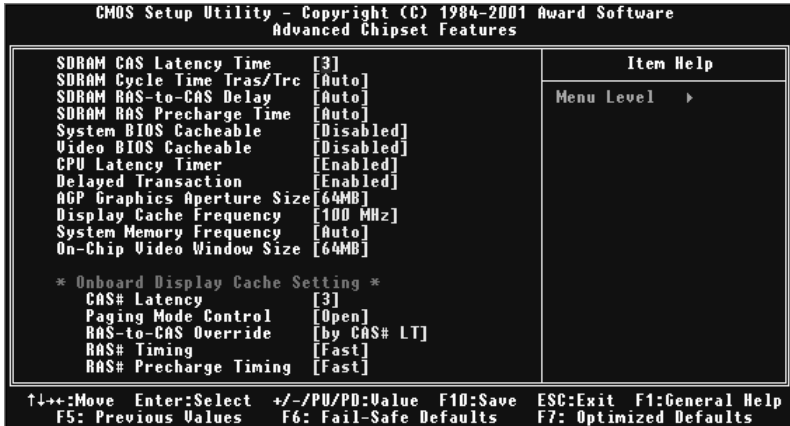 CMOS Setup Utility - Copyright (C) 1984-2001 Award Software
Advanced Chipset Features
SDRAM CAS Latency Time [3]
SDRAM Cycle Time Tras/Trc [Auto]
SDRAM RAS-to-CAS Delay [Auto]
SDRAM RAS Precharge Time [Auto]
System BIOS Cacheable [Disabled]
Video BIOS Cacheable [Disabled]
CPU Latency Timer [Enabled]
Delayed Transaction [Enabled]
AGP Graphics Aperture Size[64MB]
Display Cache Frequency [100 MHz]
System Memory Frequency [Auto]
On-Chip Video Window Size [64MB]
* Onboard Display Cache Setting *
CAS# Latency [3]
Paging Mode Control [Open]
RAS-to-CAS Override [by CAS# LT]
RAS# Timing [Fast]
RAS# Precharge Timing [Fast]
Item Help
Menu Level ▸
↑↓→←:Move Enter:Select +/-/PU/PD:Value F10:Save ESC:Exit F1:General Help
F5: Previous Values F6: Fail-Safe Defaults F7: Optimized Defaults